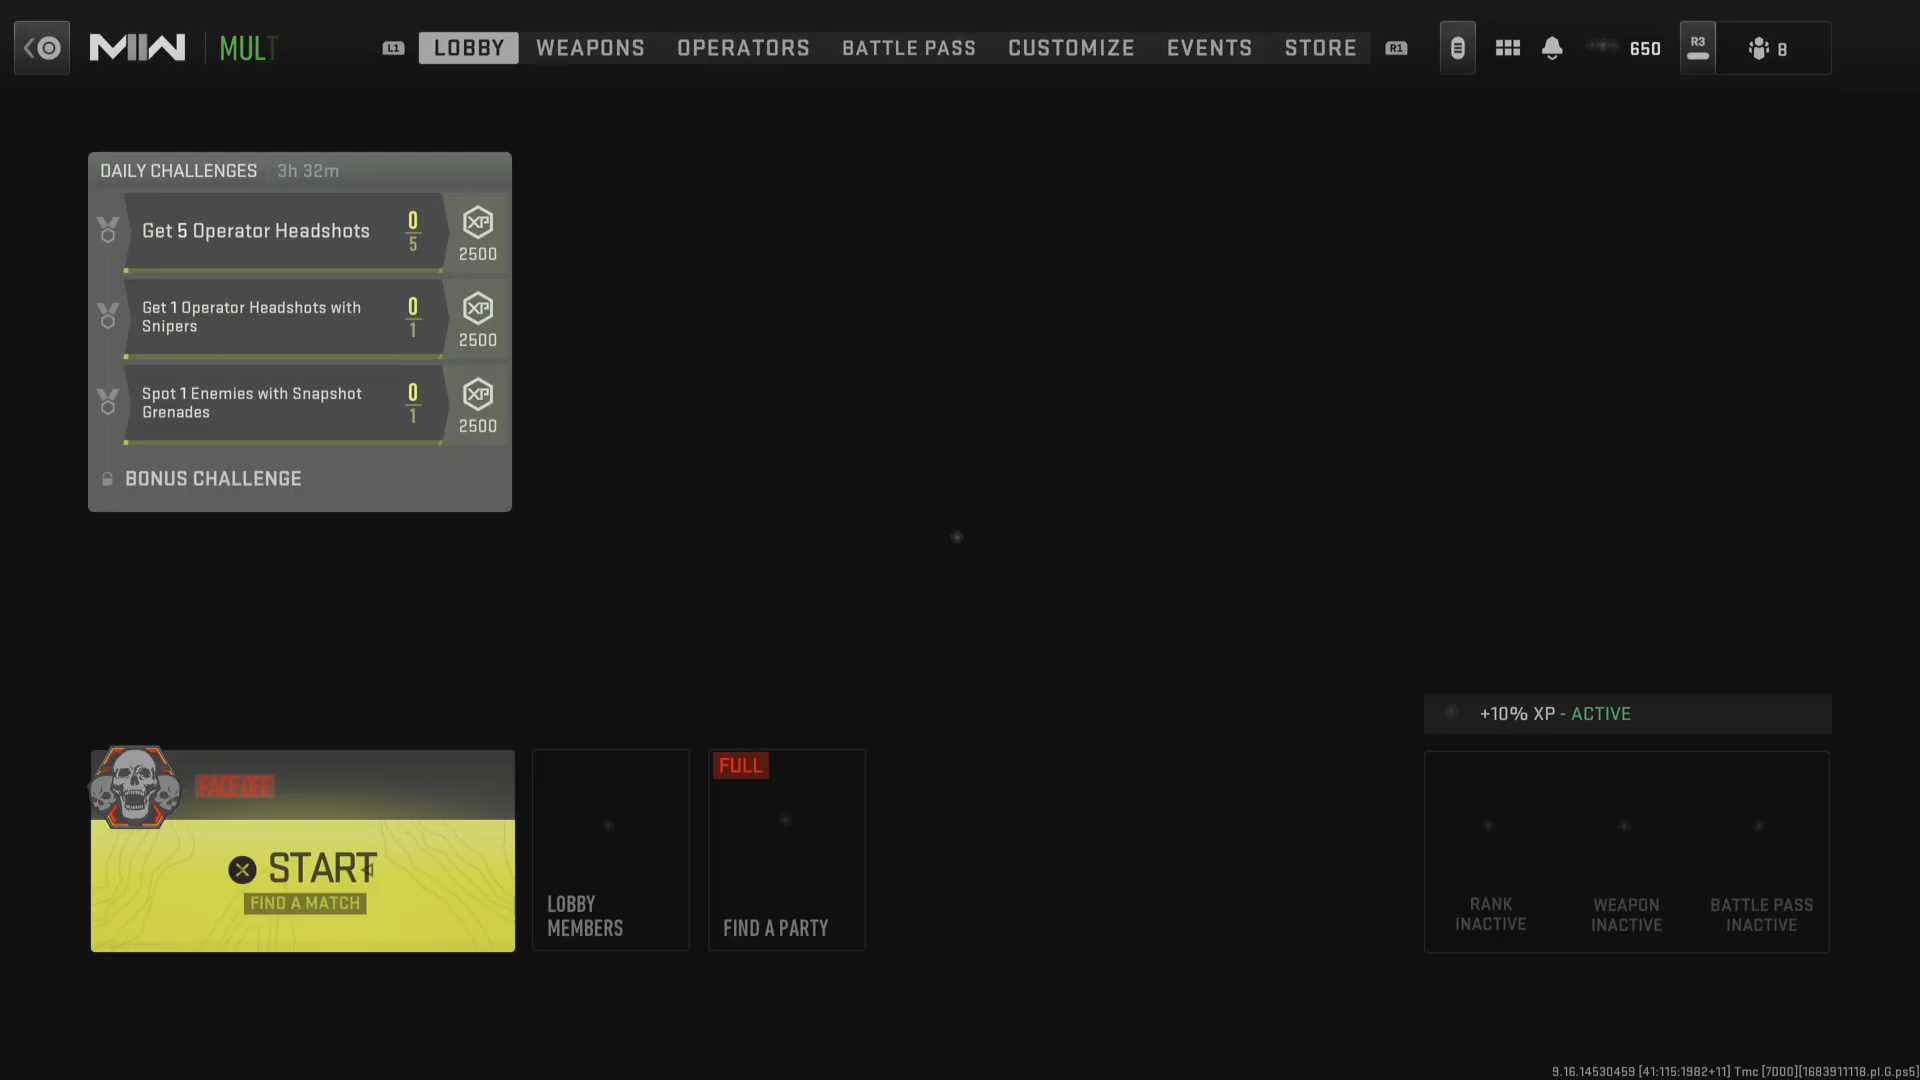 MW
MULT
L1
LOBBY
WEAPONS
OPERATORS
BATTLE PASS
CUSTOMIZE
EVENTS
STORE
R1
650
R3
8
DAILY CHALLENGES 3h 32m
Get 5 Operator Headshots
0
5
XP
2500
Get 1 Operator Headshots with
Snipers
0
1
XP
2500
Spot 1 Enemies with Snapshot
Grenades
0
1
XP
2500
BONUS CHALLENGE
+10% XP - ACTIVE
FACE OFF
START
FIND A MATCH
LOBBY
MEMBERS
FULL
FIND A PARTY
RANK
INACTIVE
WEAPON
INACTIVE
BATTLE PASS
INACTIVE
9.16.14530459 [41:115:1982+11] Tmc [7000][1683911118.pl.G.ps5]